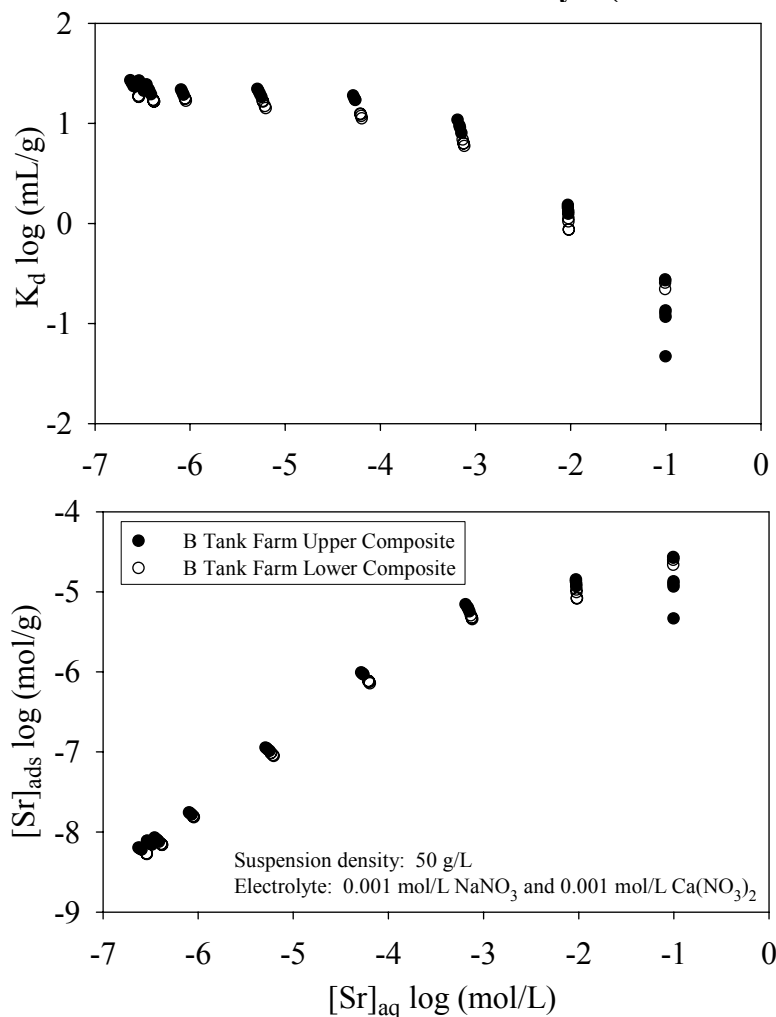 2
1
0
-1
-2
K_d log (mL/g)
-7 -6 -5 -4 -3 -2 -1 0
-4
-5
-6
-7
-8
-9
[Sr]_ads log (mol/g)
B Tank Farm Upper Composite
B Tank Farm Lower Composite
Suspension density: 50 g/L
Electrolyte: 0.001 mol/L NaNO₃ and 0.001 mol/L Ca(NO₃)₂
-7 -6 -5 -4 -3 -2 -1 0
[Sr]_aq log (mol/L)